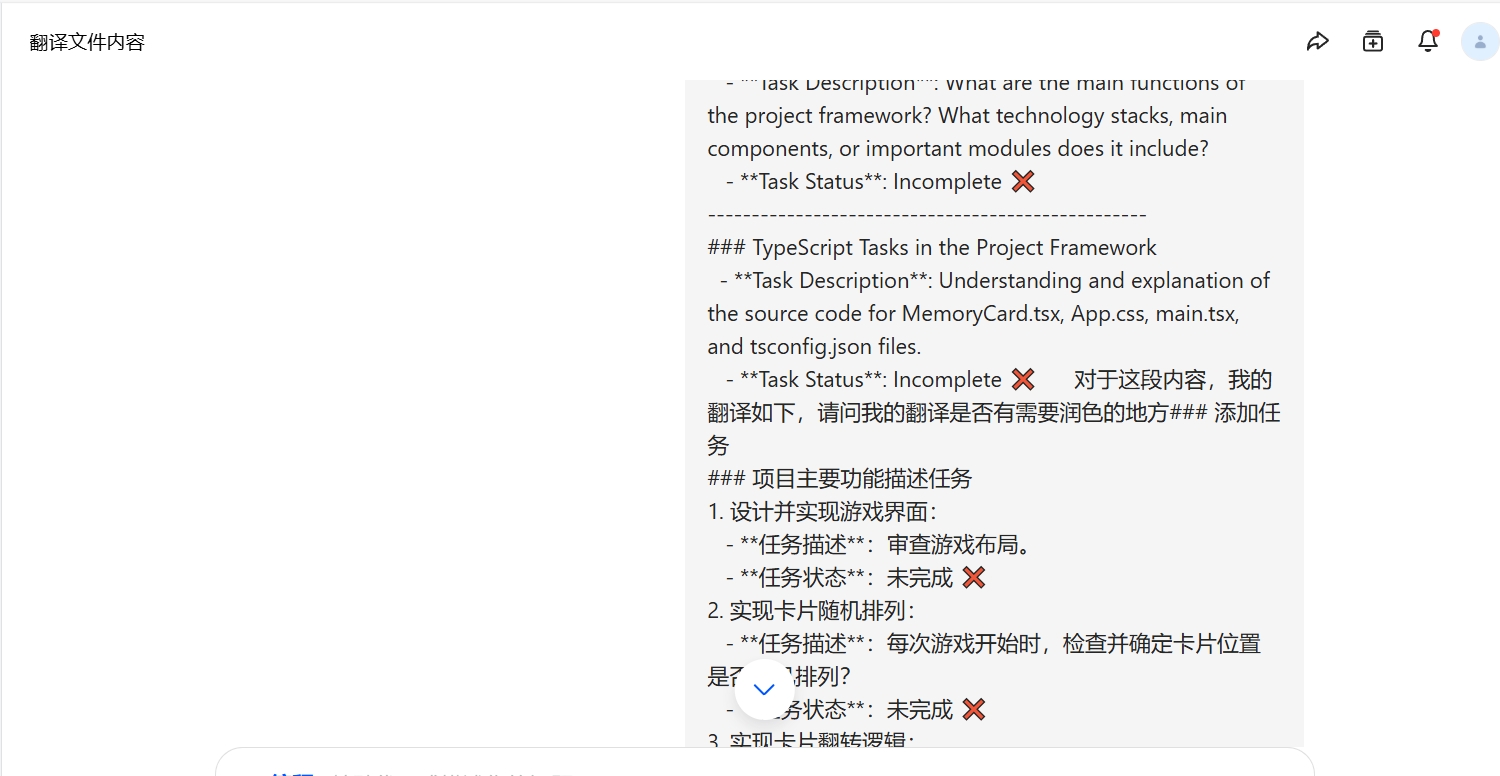 翻译文件内容
- **Task Description**: What are the main functions of
the project framework? What technology stacks, main
components, or important modules does it include?
- **Task Status**: Incomplete ❌
--------------------------------------------------
### TypeScript Tasks in the Project Framework
- **Task Description**: Understanding and explanation of
the source code for MemoryCard.tsx, App.css, main.tsx,
and tsconfig.json files.
- **Task Status**: Incomplete ❌ 对于这段内容，我的
翻译如下，请问我的翻译是否有需要润色的地方### 添加任
务
### 项目主要功能描述任务
1. 设计并实现游戏界面：
- **任务描述**：审查游戏布局。
- **任务状态**：未完成 ❌
2. 实现卡片随机排列：
- **任务描述**：每次游戏开始时，检查并确定卡片位置
是 排列？
- 务状态**：未完成 ❌
3. 实现卡片翻转逻辑：